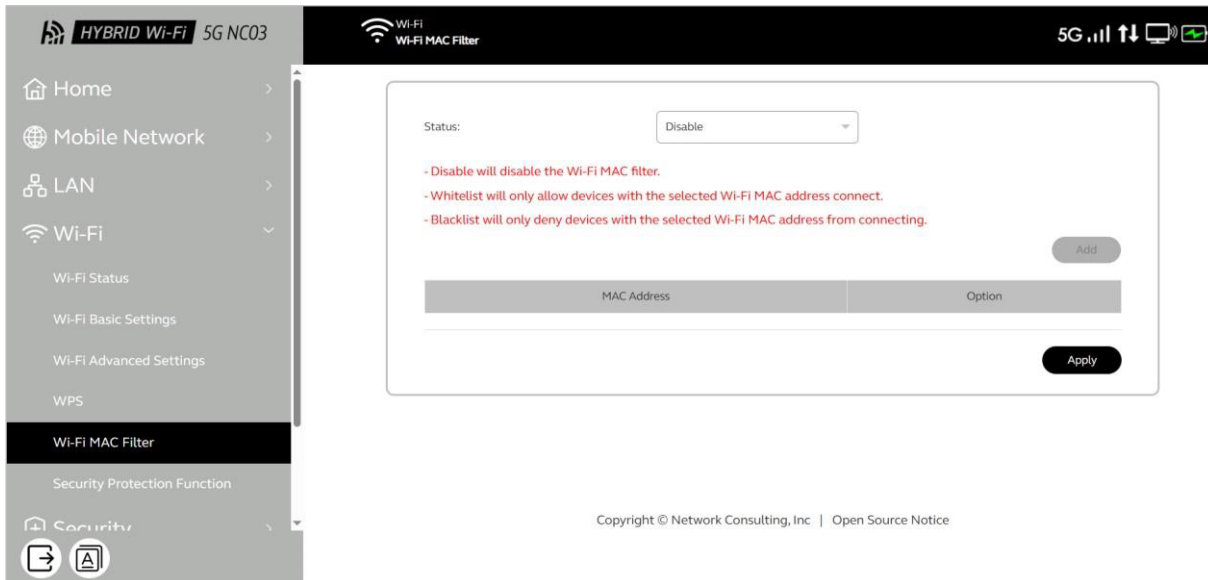 HYBRID Wi-Fi 5G NC03
Wi-Fi
Wi-Fi MAC Filter
5G
Home
Mobile Network
LAN
Wi-Fi
Wi-Fi Status
Wi-Fi Basic Settings
Wi-Fi Advanced Settings
WPS
Wi-Fi MAC Filter
Security Protection Function
Security
A
Status:
Disable
- Disable will disable the Wi-Fi MAC filter.
- Whitelist will only allow devices with the selected Wi-Fi MAC address connect.
- Blacklist will only deny devices with the selected Wi-Fi MAC address from connecting.
Add
MAC Address Option
Apply
Copyright © Network Consulting, Inc | Open Source Notice